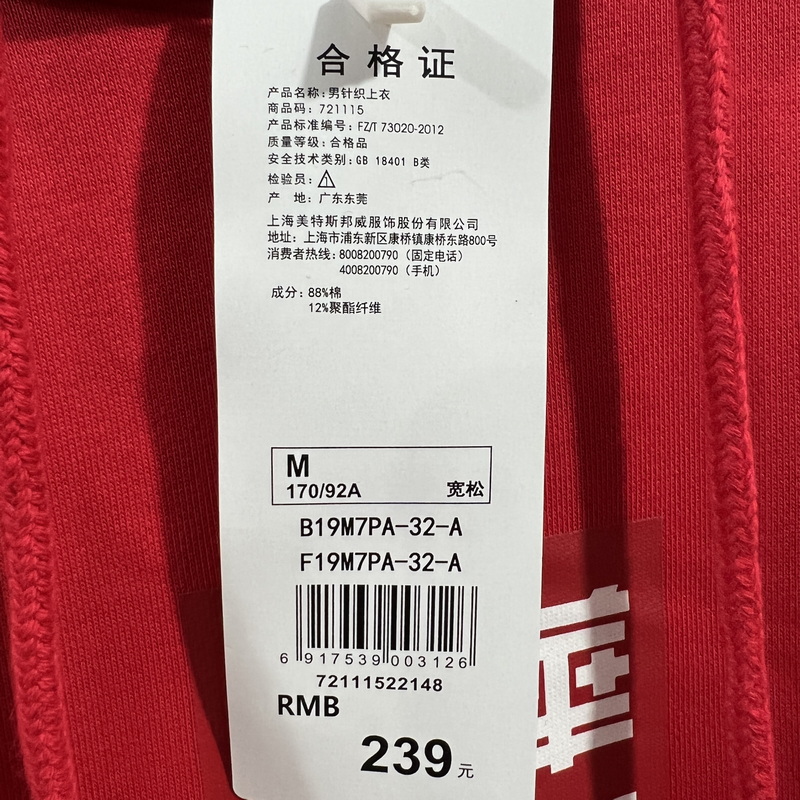 合格证
产品名称:男针织上衣
商品码:721115
产品标准编号:FZ/T 73020-2012
质量等级:合格品
安全技术类别:GB 18401 B类
检验员:1
产 地:广东东莞
上海美特斯邦威服饰股份有限公司
地址:上海市浦东新区康桥镇康桥东路800号
消费者热线:8008200790(固定电话)
4008200790(手机)
成分:88%棉
12%聚酯纤维
M
170/92A 宽松
B19M7PA-32-A
F19M7PA-32-A
6 917539 003126
72111522148
RMB
239元